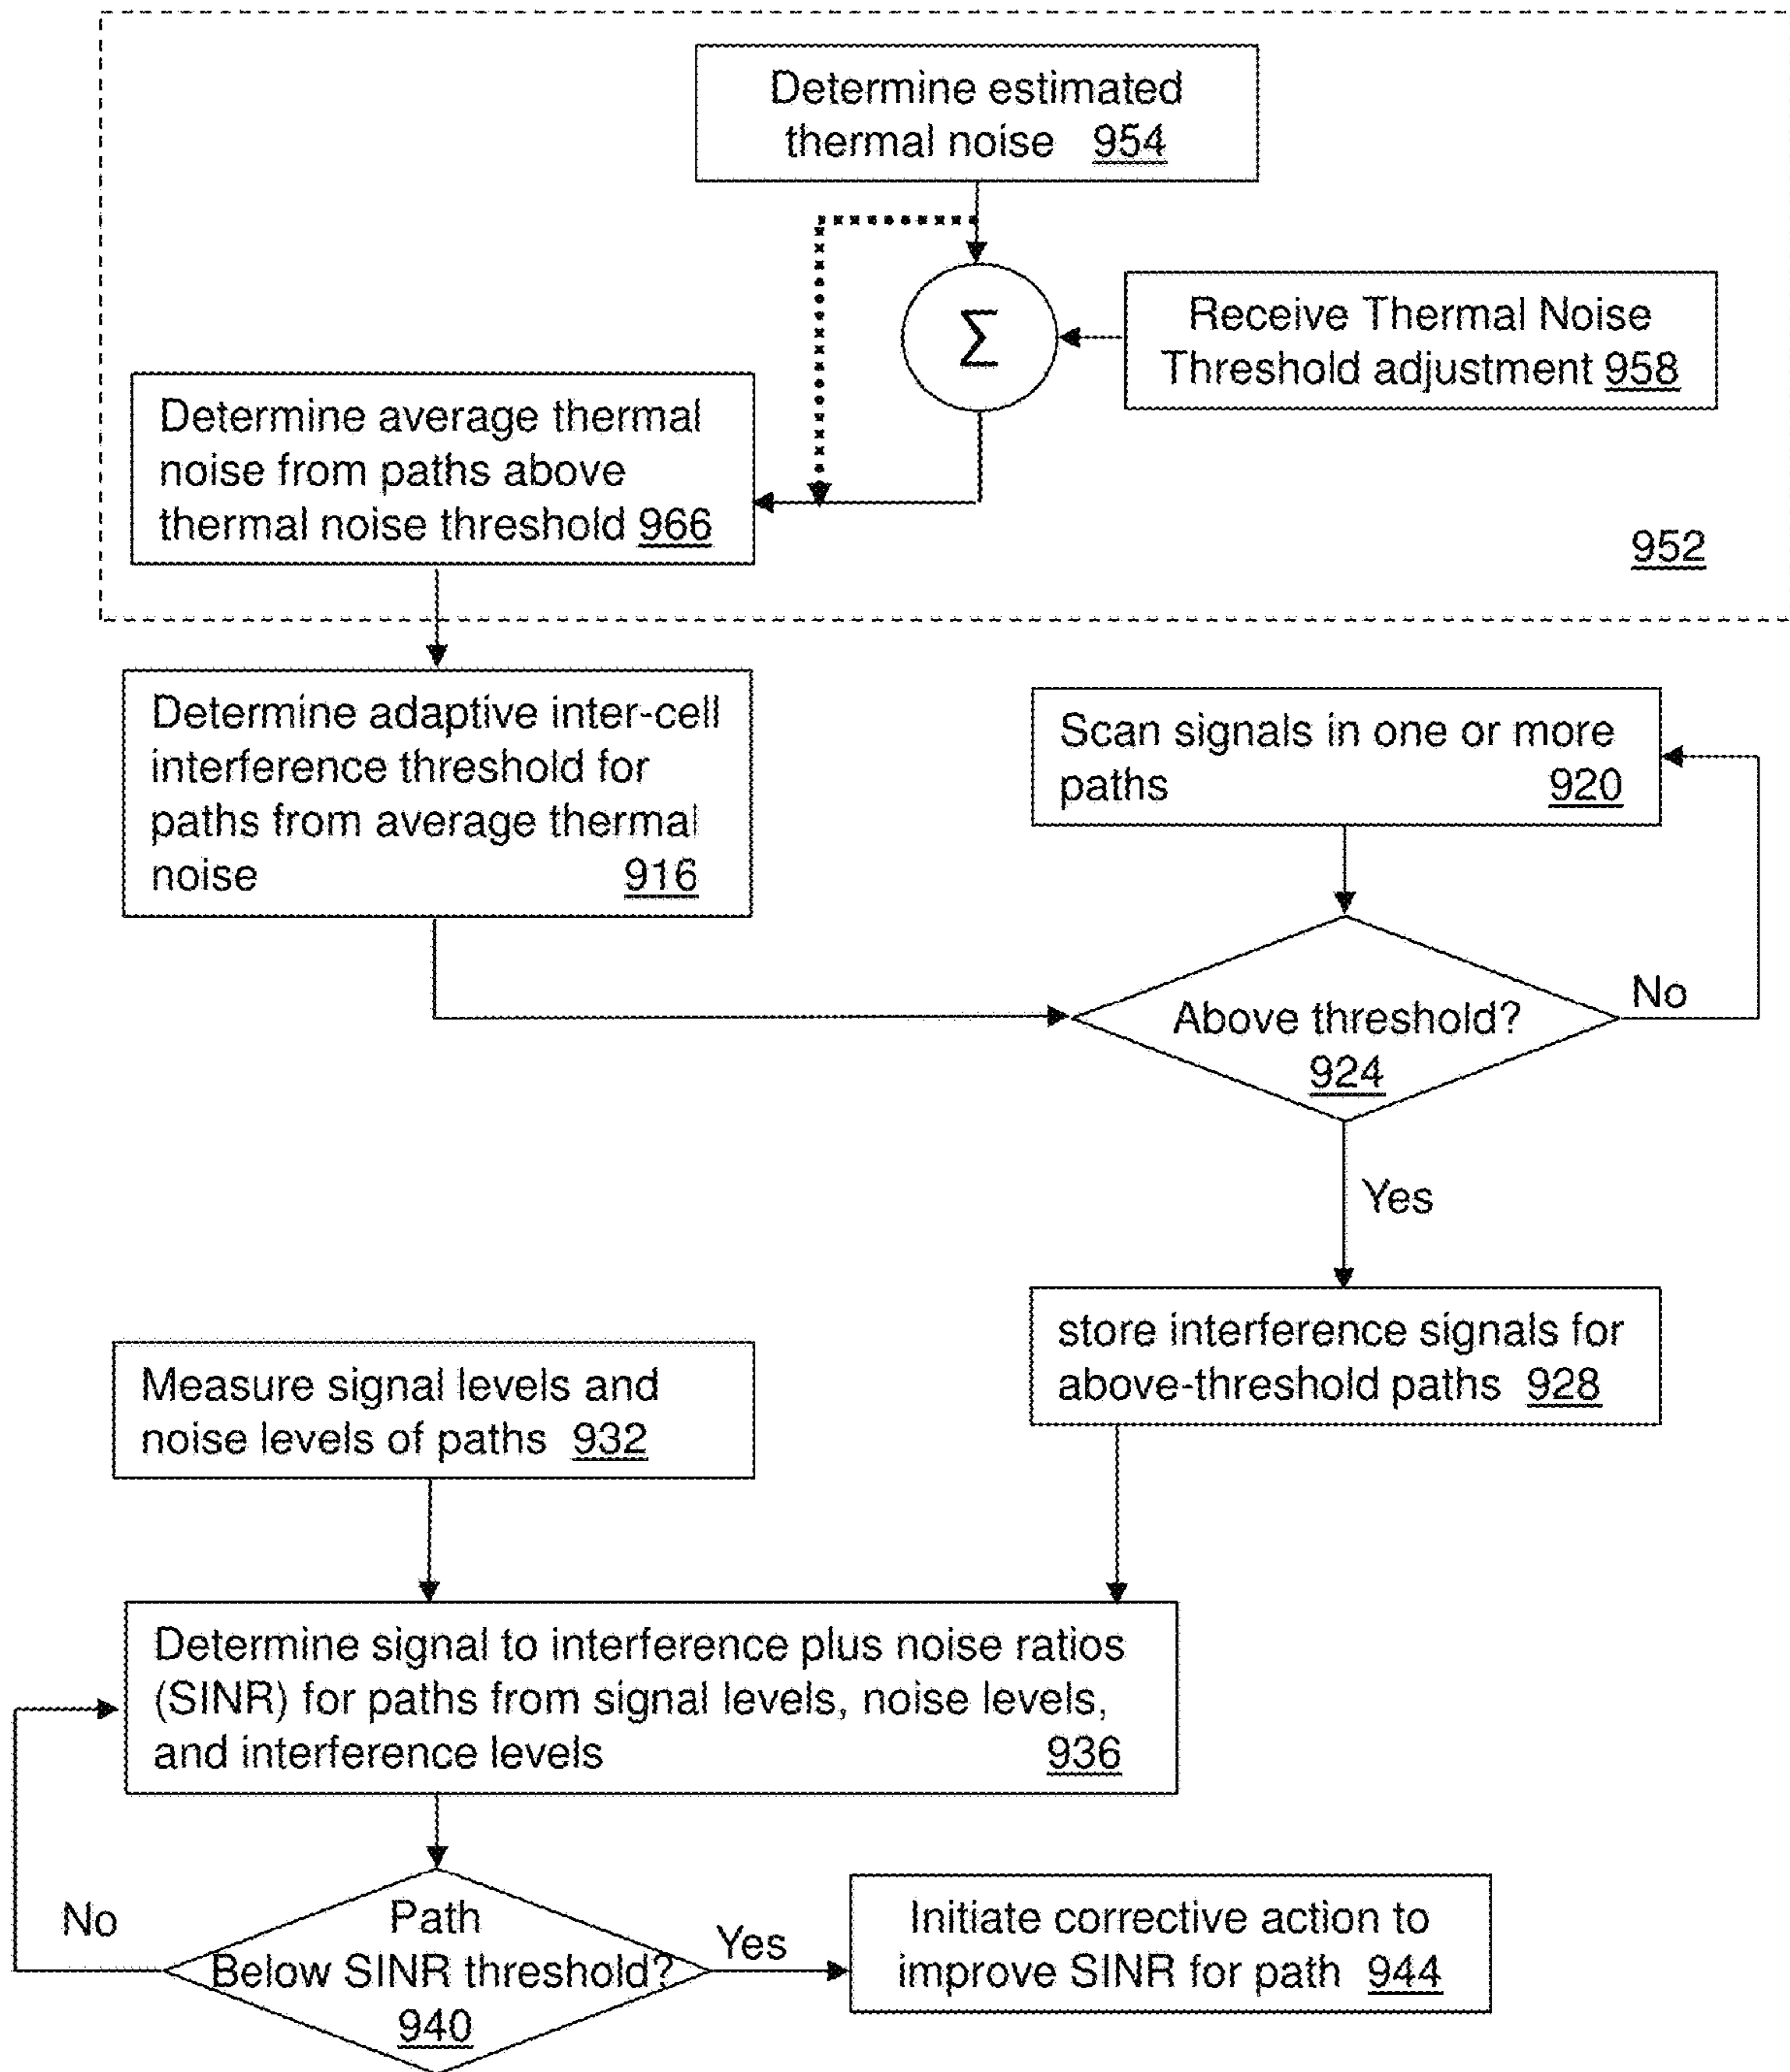 Determine estimated
thermal noise 954
Σ
Receive Thermal Noise
Threshold adjustment 958
Determine average thermal
noise from paths above
thermal noise threshold 966
952
Determine adaptive inter-cell
interference threshold for
paths from average thermal
noise 916
Scan signals in one or more
paths 920
Above threshold?
924
No
Yes
store interference signals for
above-threshold paths 928
Measure signal levels and
noise levels of paths 932
Determine signal to interference plus noise ratios
(SINR) for paths from signal levels, noise levels,
and interference levels 936
No
Path
Below SINR threshold?
940
Yes
Initiate corrective action to
improve SINR for path 944